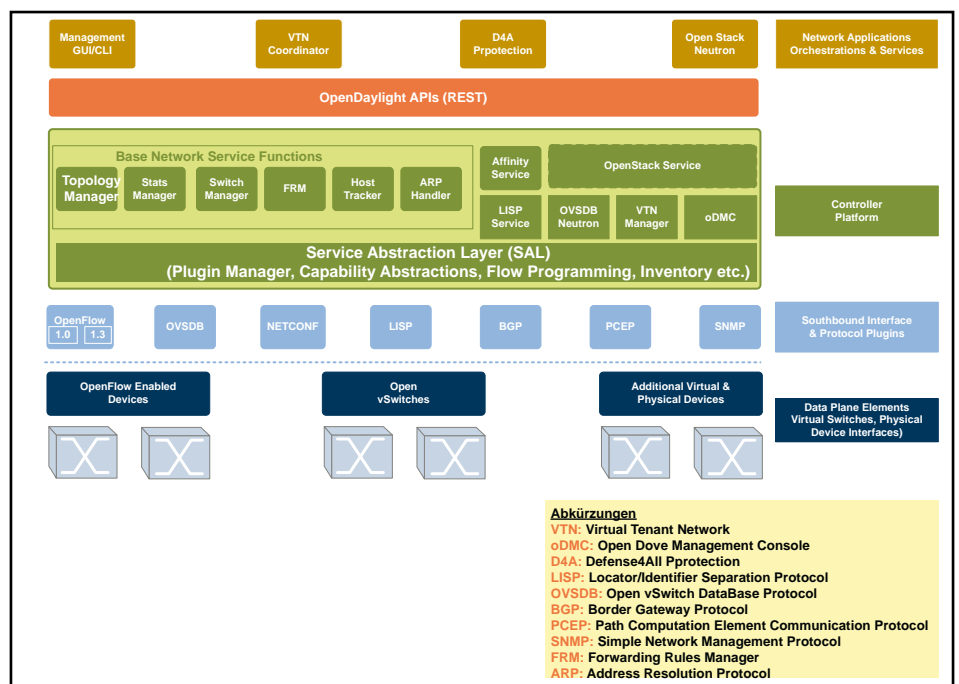 Management
GUI/CLI
VTN
Coordinator
D4A
Prpotection
Open Stack
Neutron
Network Applications
Orchestrations & Services
OpenDaylight APIs (REST)
Base Network Service Functions
Topology
Manager
Stats
Manager
Switch
Manager
FRM
Host
Tracker
ARP
Handler
Affinity
Service
OpenStack Service
LISP
Service
OVSDB
Neutron
VTN
Manager
oDMC
Controller
Platform
Service Abstraction Layer (SAL)
(Plugin Manager, Capability Abstractions, Flow Programming, Inventory etc.)
OpenFlow
1.0
1.3
OVSDB
NETCONF
LISP
BGP
PCEP
SNMP
Southbound Interface
& Protocol Plugins
OpenFlow Enabled
Devices
Open
vSwitches
Additional Virtual &
Physical Devices
Data Plane Elements
Virtual Switches, Physical
Device Interfaces)
Abkürzungen
VTN: Virtual Tenant Network
oDMC: Open Dove Management Console
D4A: Defense4All Pprotection
LISP: Locator/Identifier Separation Protocol
OVSDB: Open vSwitch DataBase Protocol
BGP: Border Gateway Protocol
PCEP: Path Computation Element Communication Protocol
SNMP: Simple Network Management Protocol
FRM: Forwarding Rules Manager
ARP: Address Resolution Protocol